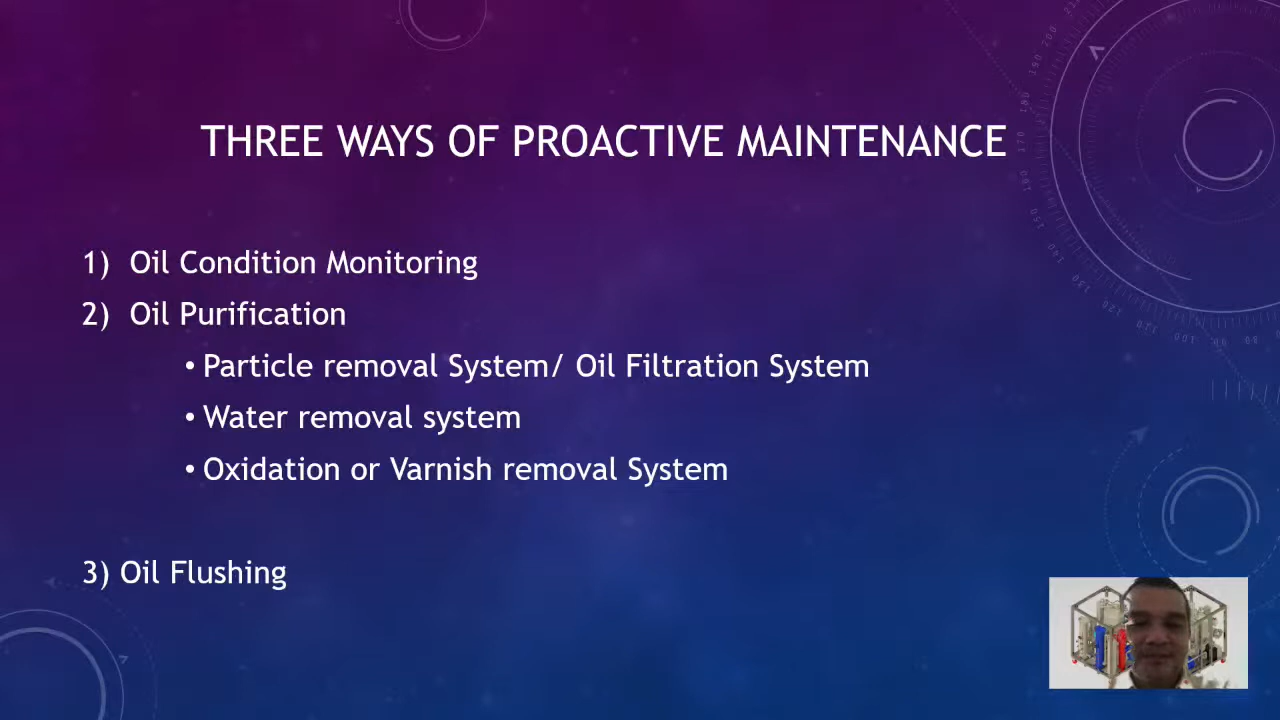 THREE WAYS OF PROACTIVE MAINTENANCE
1) Oil Condition Monitoring
2) Oil Purification
• Particle removal System/ Oil Filtration System
• Water removal system
• Oxidation or Varnish removal System
3) Oil Flushing